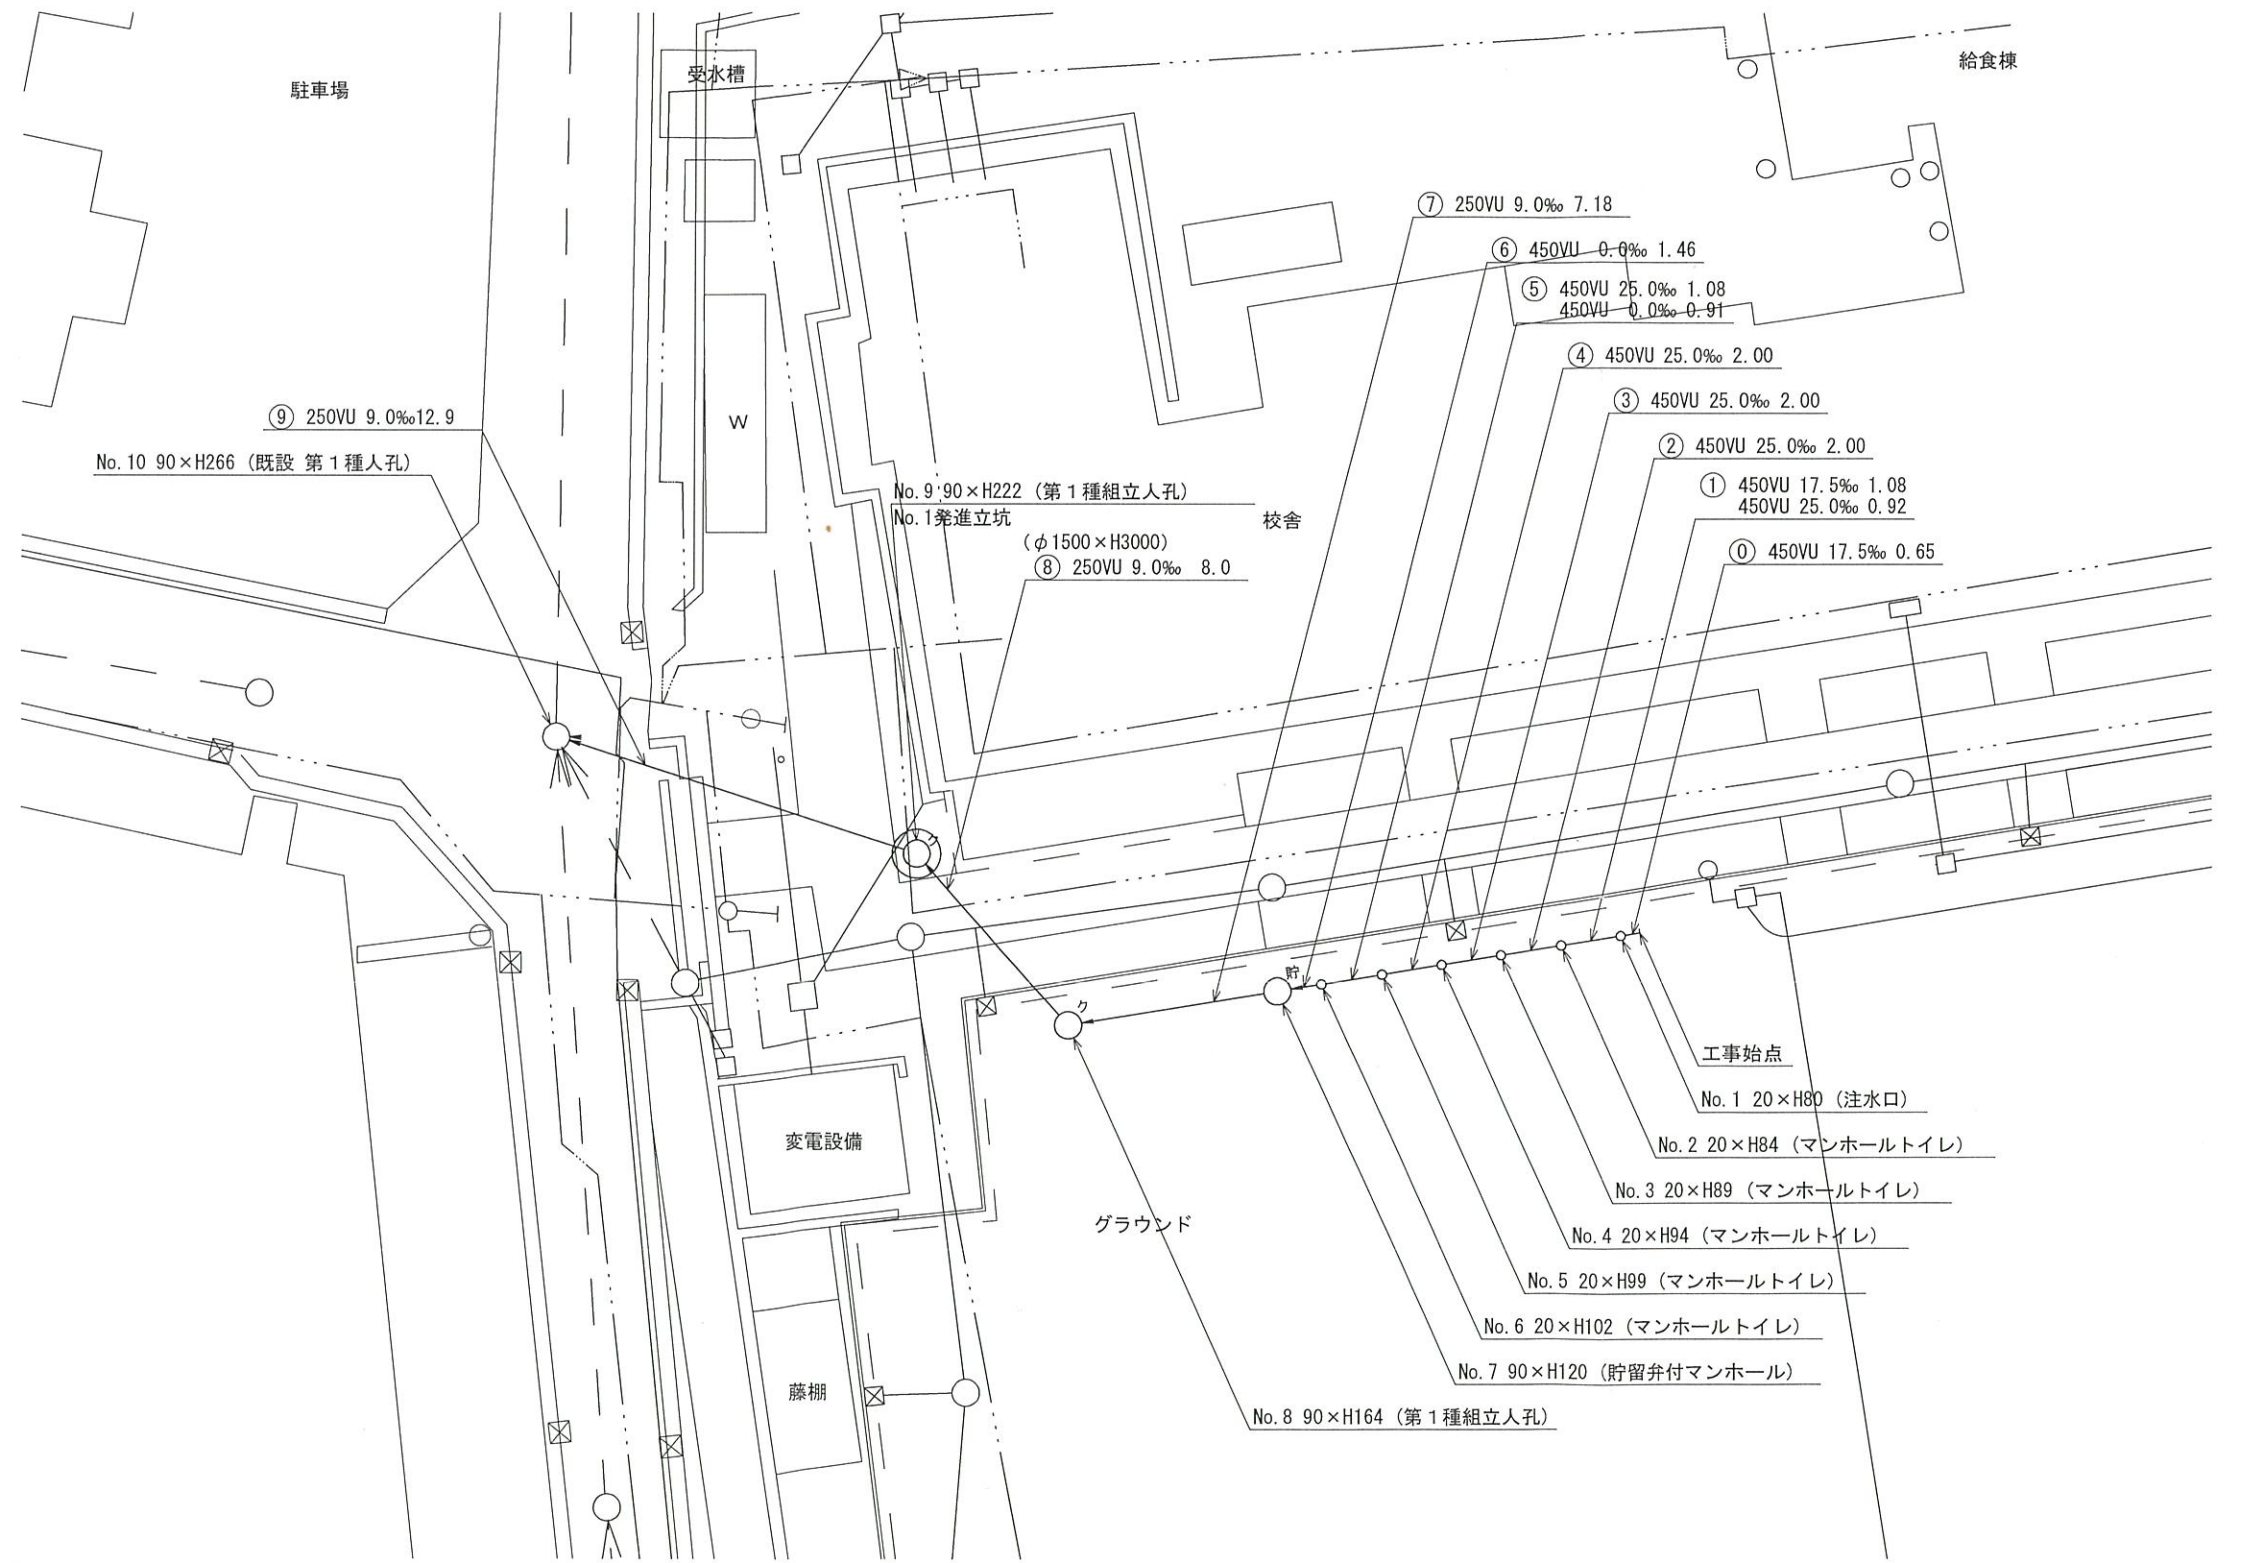 駐車場
受水槽
給食棟
⑦ 250VU 9.0‰ 7.18
⑥ 450VU 0.0‰ 1.46
⑤ 450VU 25.0‰ 1.08
450VU 0.0‰ 0.91
④ 450VU 25.0‰ 2.00
③ 450VU 25.0‰ 2.00
② 450VU 25.0‰ 2.00
① 450VU 17.5‰ 1.08
450VU 25.0‰ 0.92
⓪ 450VU 17.5‰ 0.65
⑨ 250VU 9.0‰12.9
No.10 90×H266（既設 第１種人孔）
W
No.9 90×H222（第１種組立人孔）
No.1発進立坑
（φ1500×H3000）
⑧ 250VU 9.0‰ 8.0
校舎
ク
貯
ク
工事始点
No.1 20×H80（注水口）
No.2 20×H84（マンホールトイレ）
No.3 20×H89（マンホールトイレ）
No.4 20×H94（マンホールトイレ）
No.5 20×H99（マンホールトイレ）
No.6 20×H102（マンホールトイレ）
No.7 90×H120（貯留弁付マンホール）
No.8 90×H164（第１種組立人孔）
変電設備
グラウンド
藤棚